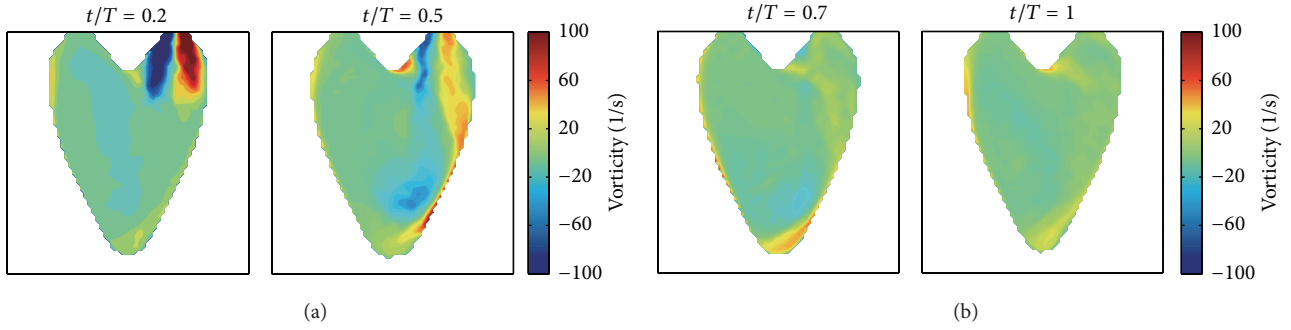 t/T = 0.2
t/T = 0.5
100
60
20
−20
−60
−100
Vorticity (1/s)
(a)
t/T = 0.7
t/T = 1
100
60
20
−20
−60
−100
Vorticity (1/s)
(b)